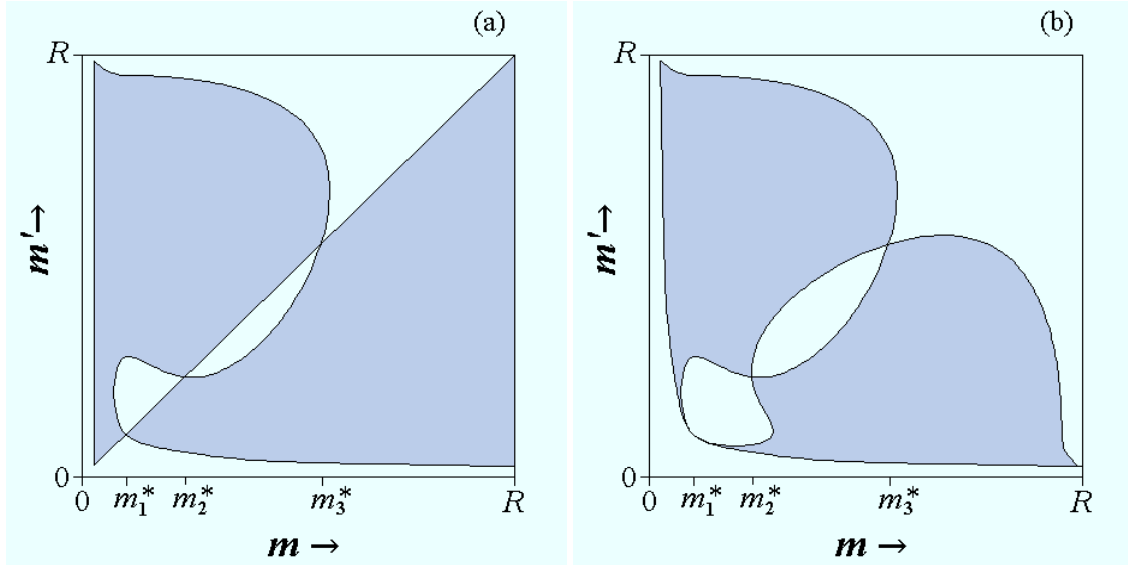 (a)
R
m' →
0
0 m₁* m₂* m₃* R
m →
(b)
R
m' →
0
0 m₁* m₂* m₃* R
m →